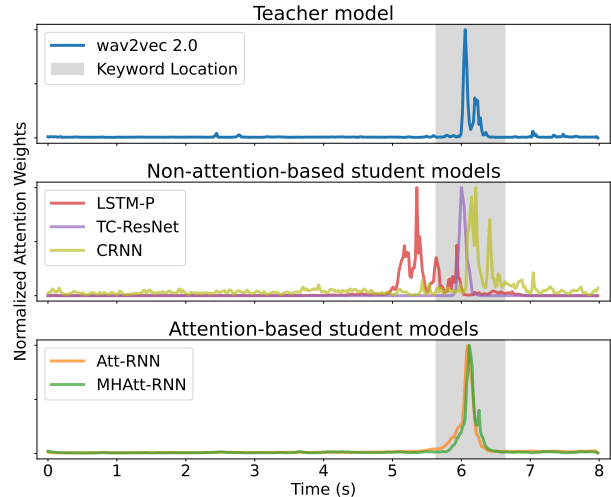 Teacher model
wav2vec 2.0
Keyword Location
Non-attention-based student models
LSTM-P
TC-ResNet
CRNN
Normalized Attention Weights
Attention-based student models
Att-RNN
MHAtt-RNN
0 1 2 3 4 5 6 7 8
Time (s)